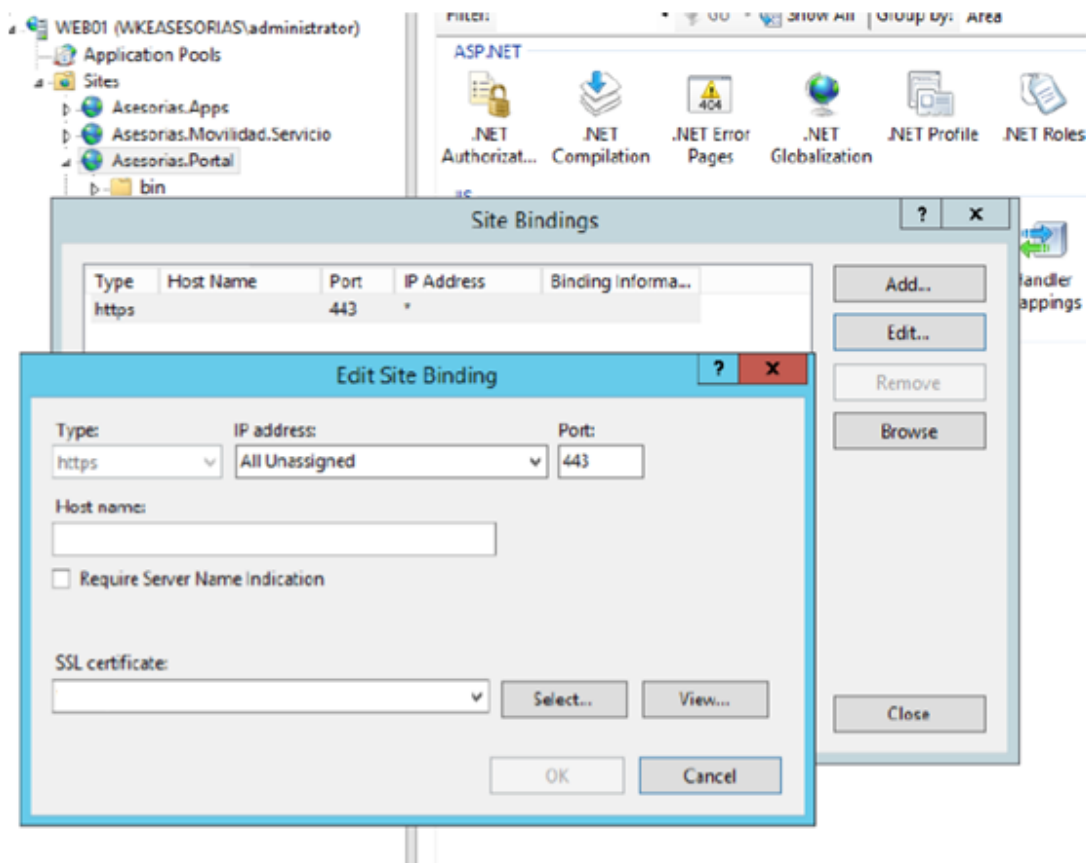 Filter: Go Show All Group by: Area
WEB01 (WKEASESORIAS\administrator)
Application Pools
Sites
Asesorias.Apps
Asesorias.Movilidad.Servicio
Asesorias.Portal
bin
ASP.NET
.NET Authorizat...
.NET Compilation
.NET Error Pages
404
.NET Globalization
.NET Profile
.NET Roles
IIS
Site Bindings
? x
Type Host Name Port IP Address Binding Informa...
https 443 *
Add...
Edit...
Remove
Browse
Close
andler
appings
Edit Site Binding
? x
Type: IP address: Port:
https All Unassigned 443
Host name:
Require Server Name Indication
SSL certificate:
Select... View...
OK Cancel